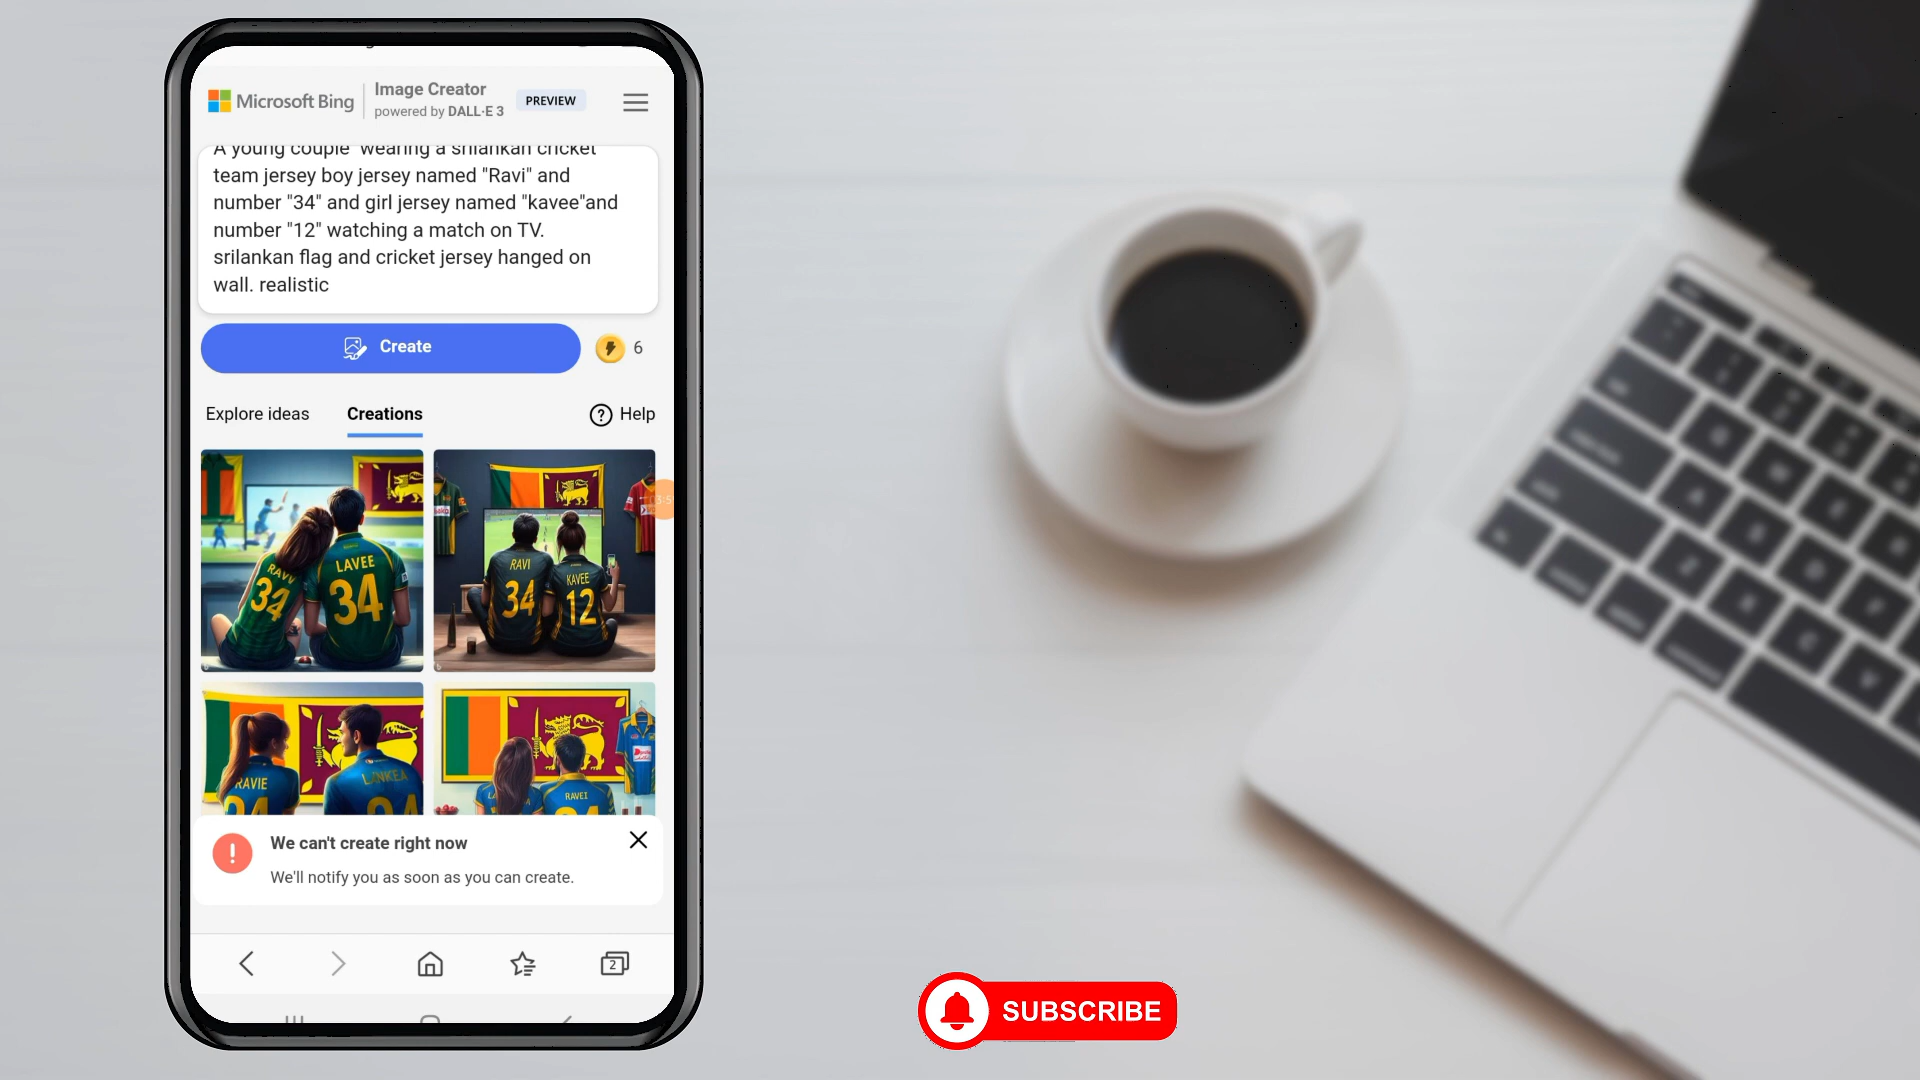 Microsoft Bing
Image Creator
powered by DALL·E 3
PREVIEW
A young couple wearing a srilankan cricket
team jersey boy jersey named "Ravi" and
number "34" and girl jersey named "kavee"and
number "12" watching a match on TV.
srilankan flag and cricket jersey hanged on
wall. realistic
Create
6
Explore ideas
Creations
Help
RAVV
34
LAVEE
34
RAVI
34
KAVEE
12
RAVIE
LANKEA
RAVEI
We can't create right now
We'll notify you as soon as you can create.
2
SUBSCRIBE